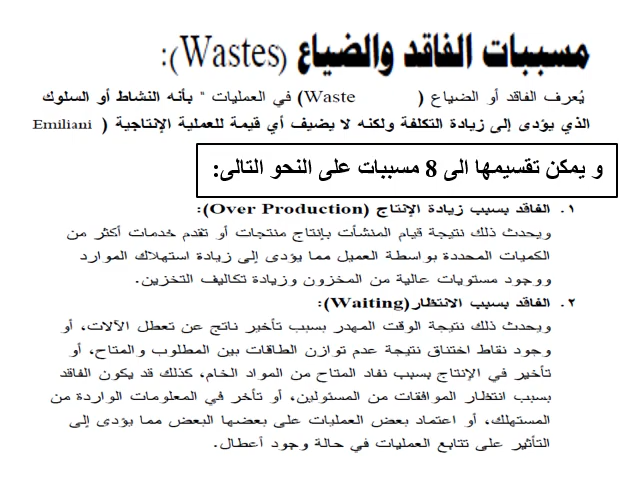 مسببات الفاقد والضياع (Wastes):
يُعرف الفاقد أو الضياع (Waste) في العمليات " بأنه النشاط أو السلوك
الذي يؤدى إلى زيادة التكلفة ولكنه لا يضيف أي قيمة للعملية الإنتاجية ( Emiliani
و يمكن تقسيمها الى 8 مسببات على النحو التالى:
١. الفاقد بسبب زيادة الإنتاج (Over Production):
ويحدث ذلك نتيجة قيام المنشأت بإنتاج منتجات أو تقدم خدمات أكثر من
الكميات المحددة بواسطة العميل مما يؤدى إلى زيادة استهلاك الموارد
ووجود مستويات عالية من المخزون وزيادة تكاليف التخزين.
٢. الفاقد بسبب الانتظار(Waiting):
ويحدث ذلك نتيجة الوقت المهدر بسبب تأخير ناتج عن تعطل الآلات، أو
وجود نقاط اختناق نتيجة عدم توازن الطاقات بين المطلوب والمتاح، أو
تأخير في الإنتاج بسبب نفاد المتاح من المواد الخام، كذلك قد يكون الفاقد
بسبب انتظار الموافقات من المسئولين، أو تأخر في المعلومات الواردة من
المستهلك، أو اعتماد بعض العمليات على بعضها البعض مما يؤدى إلى
التأثير على تتابع العمليات في حالة وجود أعطال.